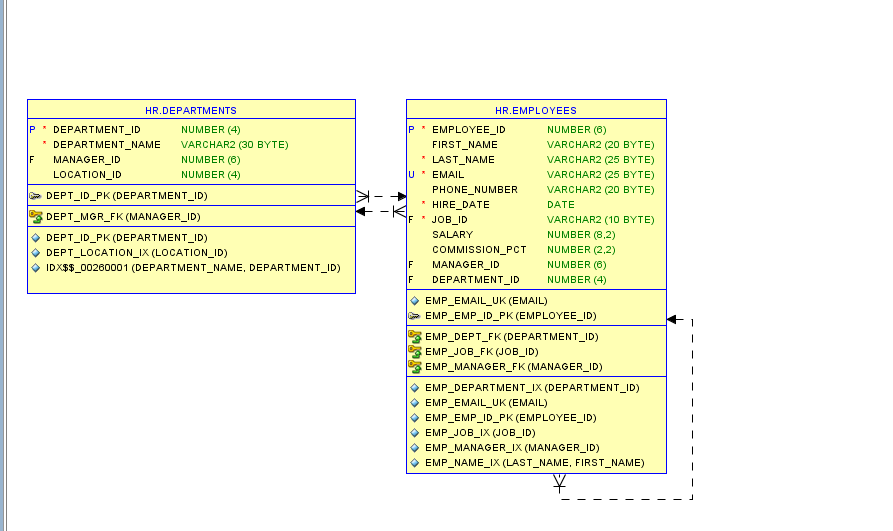 HR.DEPARTMENTS
P * DEPARTMENT_ID NUMBER (4)
* DEPARTMENT_NAME VARCHAR2 (30 BYTE)
F MANAGER_ID NUMBER (6)
LOCATION_ID NUMBER (4)
DEPT_ID_PK (DEPARTMENT_ID)
DEPT_MGR_FK (MANAGER_ID)
DEPT_ID_PK (DEPARTMENT_ID)
DEPT_LOCATION_IX (LOCATION_ID)
IDX$$_00260001 (DEPARTMENT_NAME, DEPARTMENT_ID)
HR.EMPLOYEES
P * EMPLOYEE_ID NUMBER (6)
FIRST_NAME VARCHAR2 (20 BYTE)
* LAST_NAME VARCHAR2 (25 BYTE)
U * EMAIL VARCHAR2 (25 BYTE)
PHONE_NUMBER VARCHAR2 (20 BYTE)
* HIRE_DATE DATE
F * JOB_ID VARCHAR2 (10 BYTE)
SALARY NUMBER (8,2)
COMMISSION_PCT NUMBER (2,2)
F MANAGER_ID NUMBER (6)
F DEPARTMENT_ID NUMBER (4)
EMP_EMAIL_UK (EMAIL)
EMP_EMP_ID_PK (EMPLOYEE_ID)
EMP_DEPT_FK (DEPARTMENT_ID)
EMP_JOB_FK (JOB_ID)
EMP_MANAGER_FK (MANAGER_ID)
EMP_DEPARTMENT_IX (DEPARTMENT_ID)
EMP_EMAIL_UK (EMAIL)
EMP_EMP_ID_PK (EMPLOYEE_ID)
EMP_JOB_IX (JOB_ID)
EMP_MANAGER_IX (MANAGER_ID)
EMP_NAME_IX (LAST_NAME, FIRST_NAME)